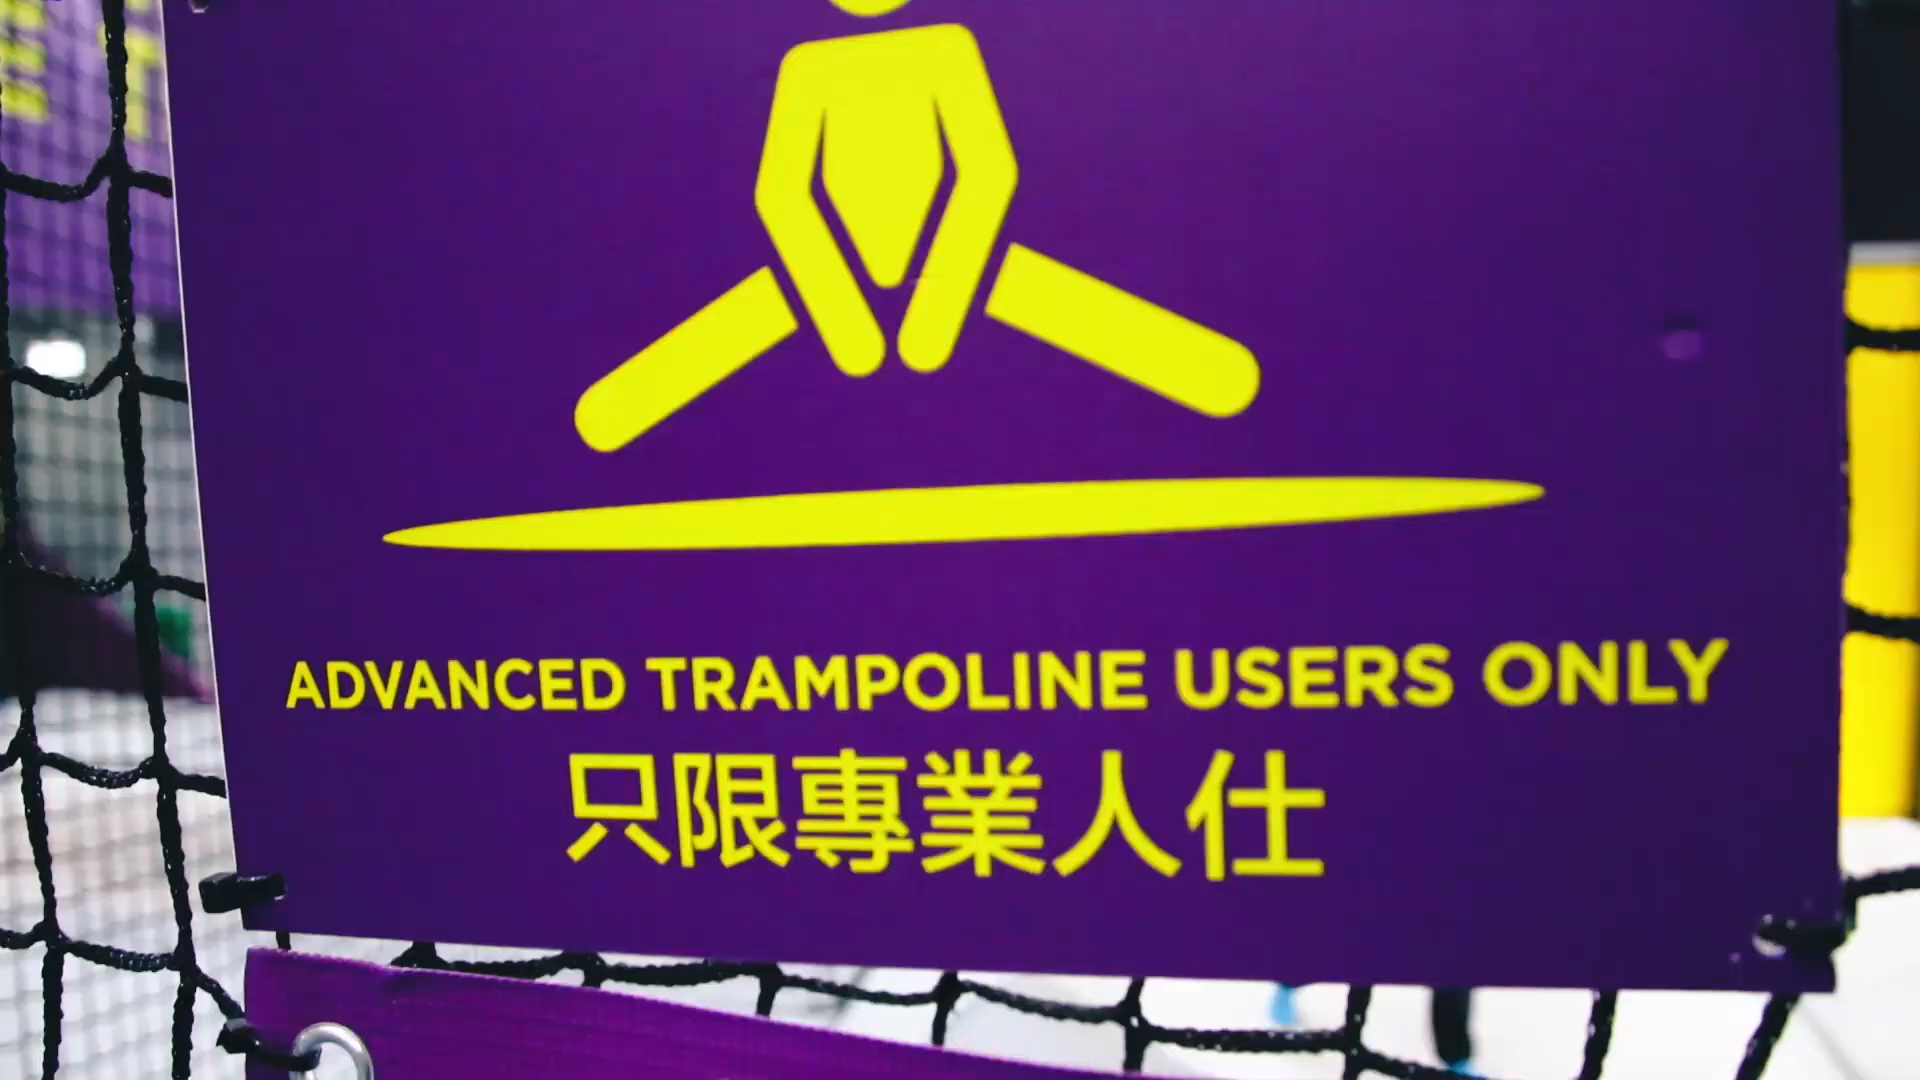 ADVANCED TRAMPOLINE USERS ONLY
只限專業人仕